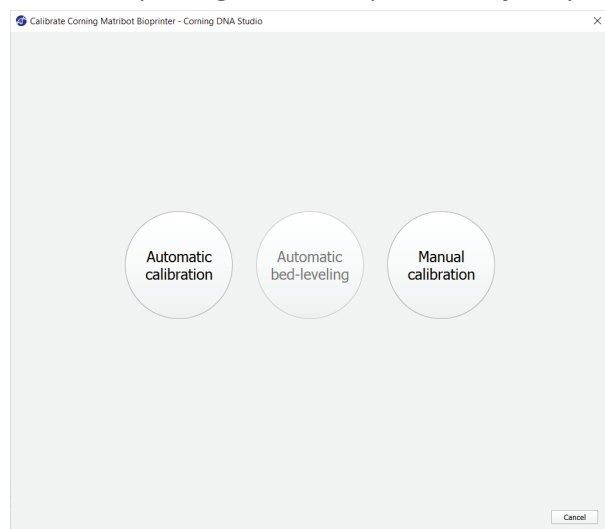 Calibrate Corning Matribot Bioprinter - Corning DNA Studio
Automatic
calibration
Automatic
bed-leveling
Manual
calibration
Cancel